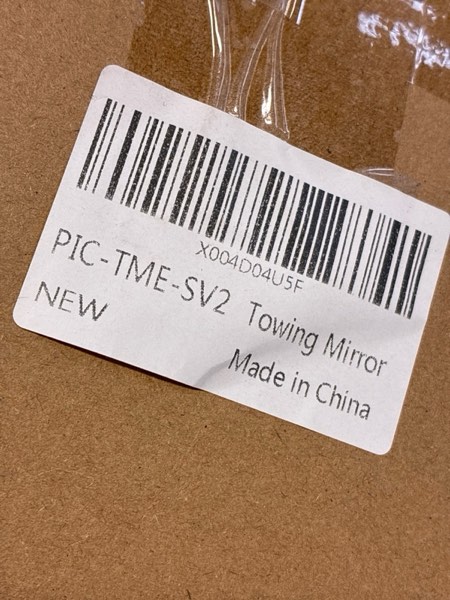 X004D04U5F
PIC-TME-SV2 Towing Mirror
NEW
Made in China